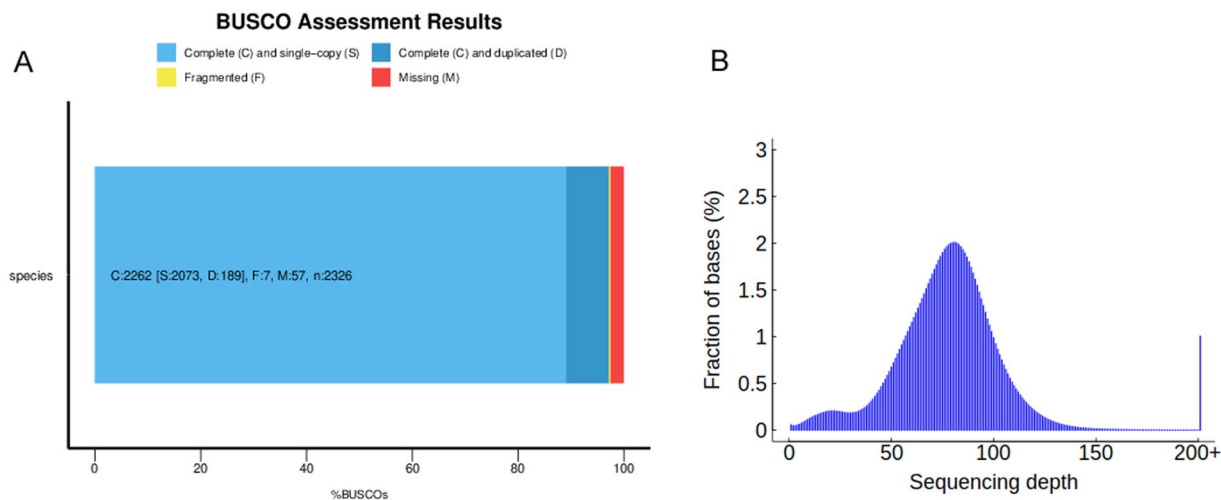 A
BUSCO Assessment Results
Complete (C) and single−copy (S)
Complete (C) and duplicated (D)
Fragmented (F)
Missing (M)
species
C:2262 [S:2073, D:189], F:7, M:57, n:2326
0
20
40
60
80
100
%BUSCOs
B
Fraction of bases (%)
3
2.5
2
1.5
1
0.5
0
0
50
100
150
200+
Sequencing depth